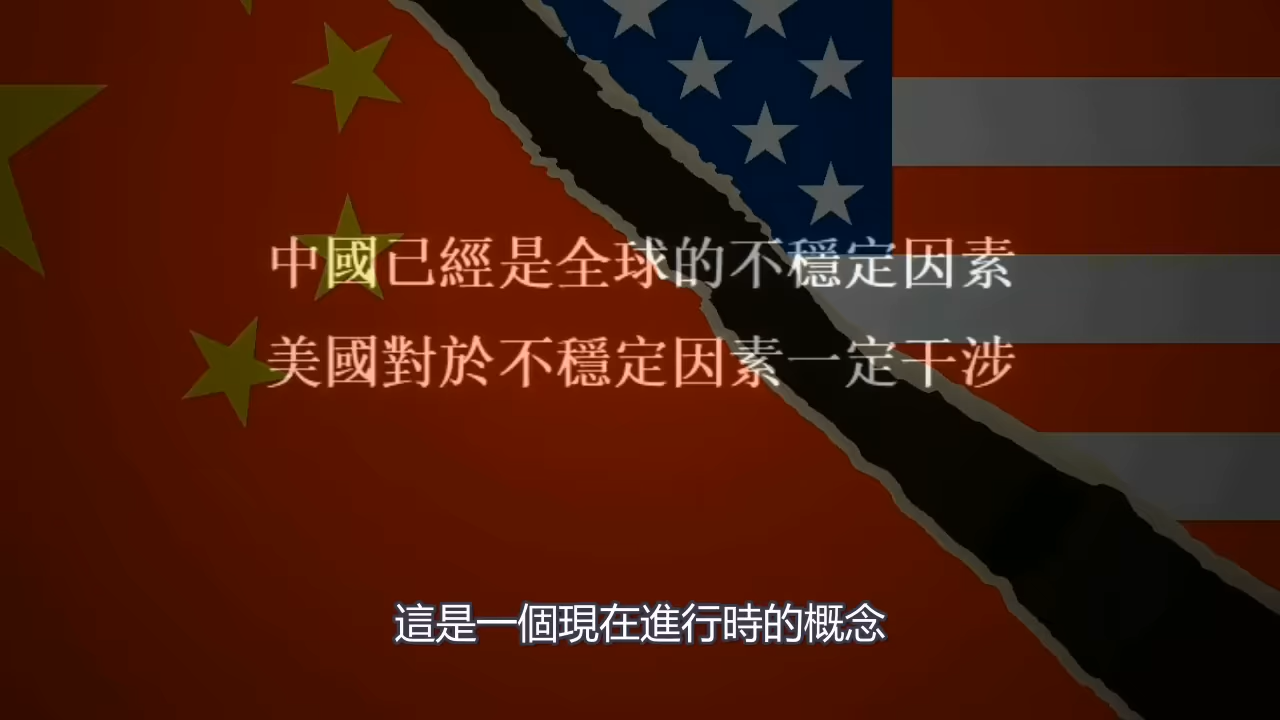 中國已經是全球的不穩定因素
美國對於不穩定因素一定干涉
這是一個現在進行時的概念